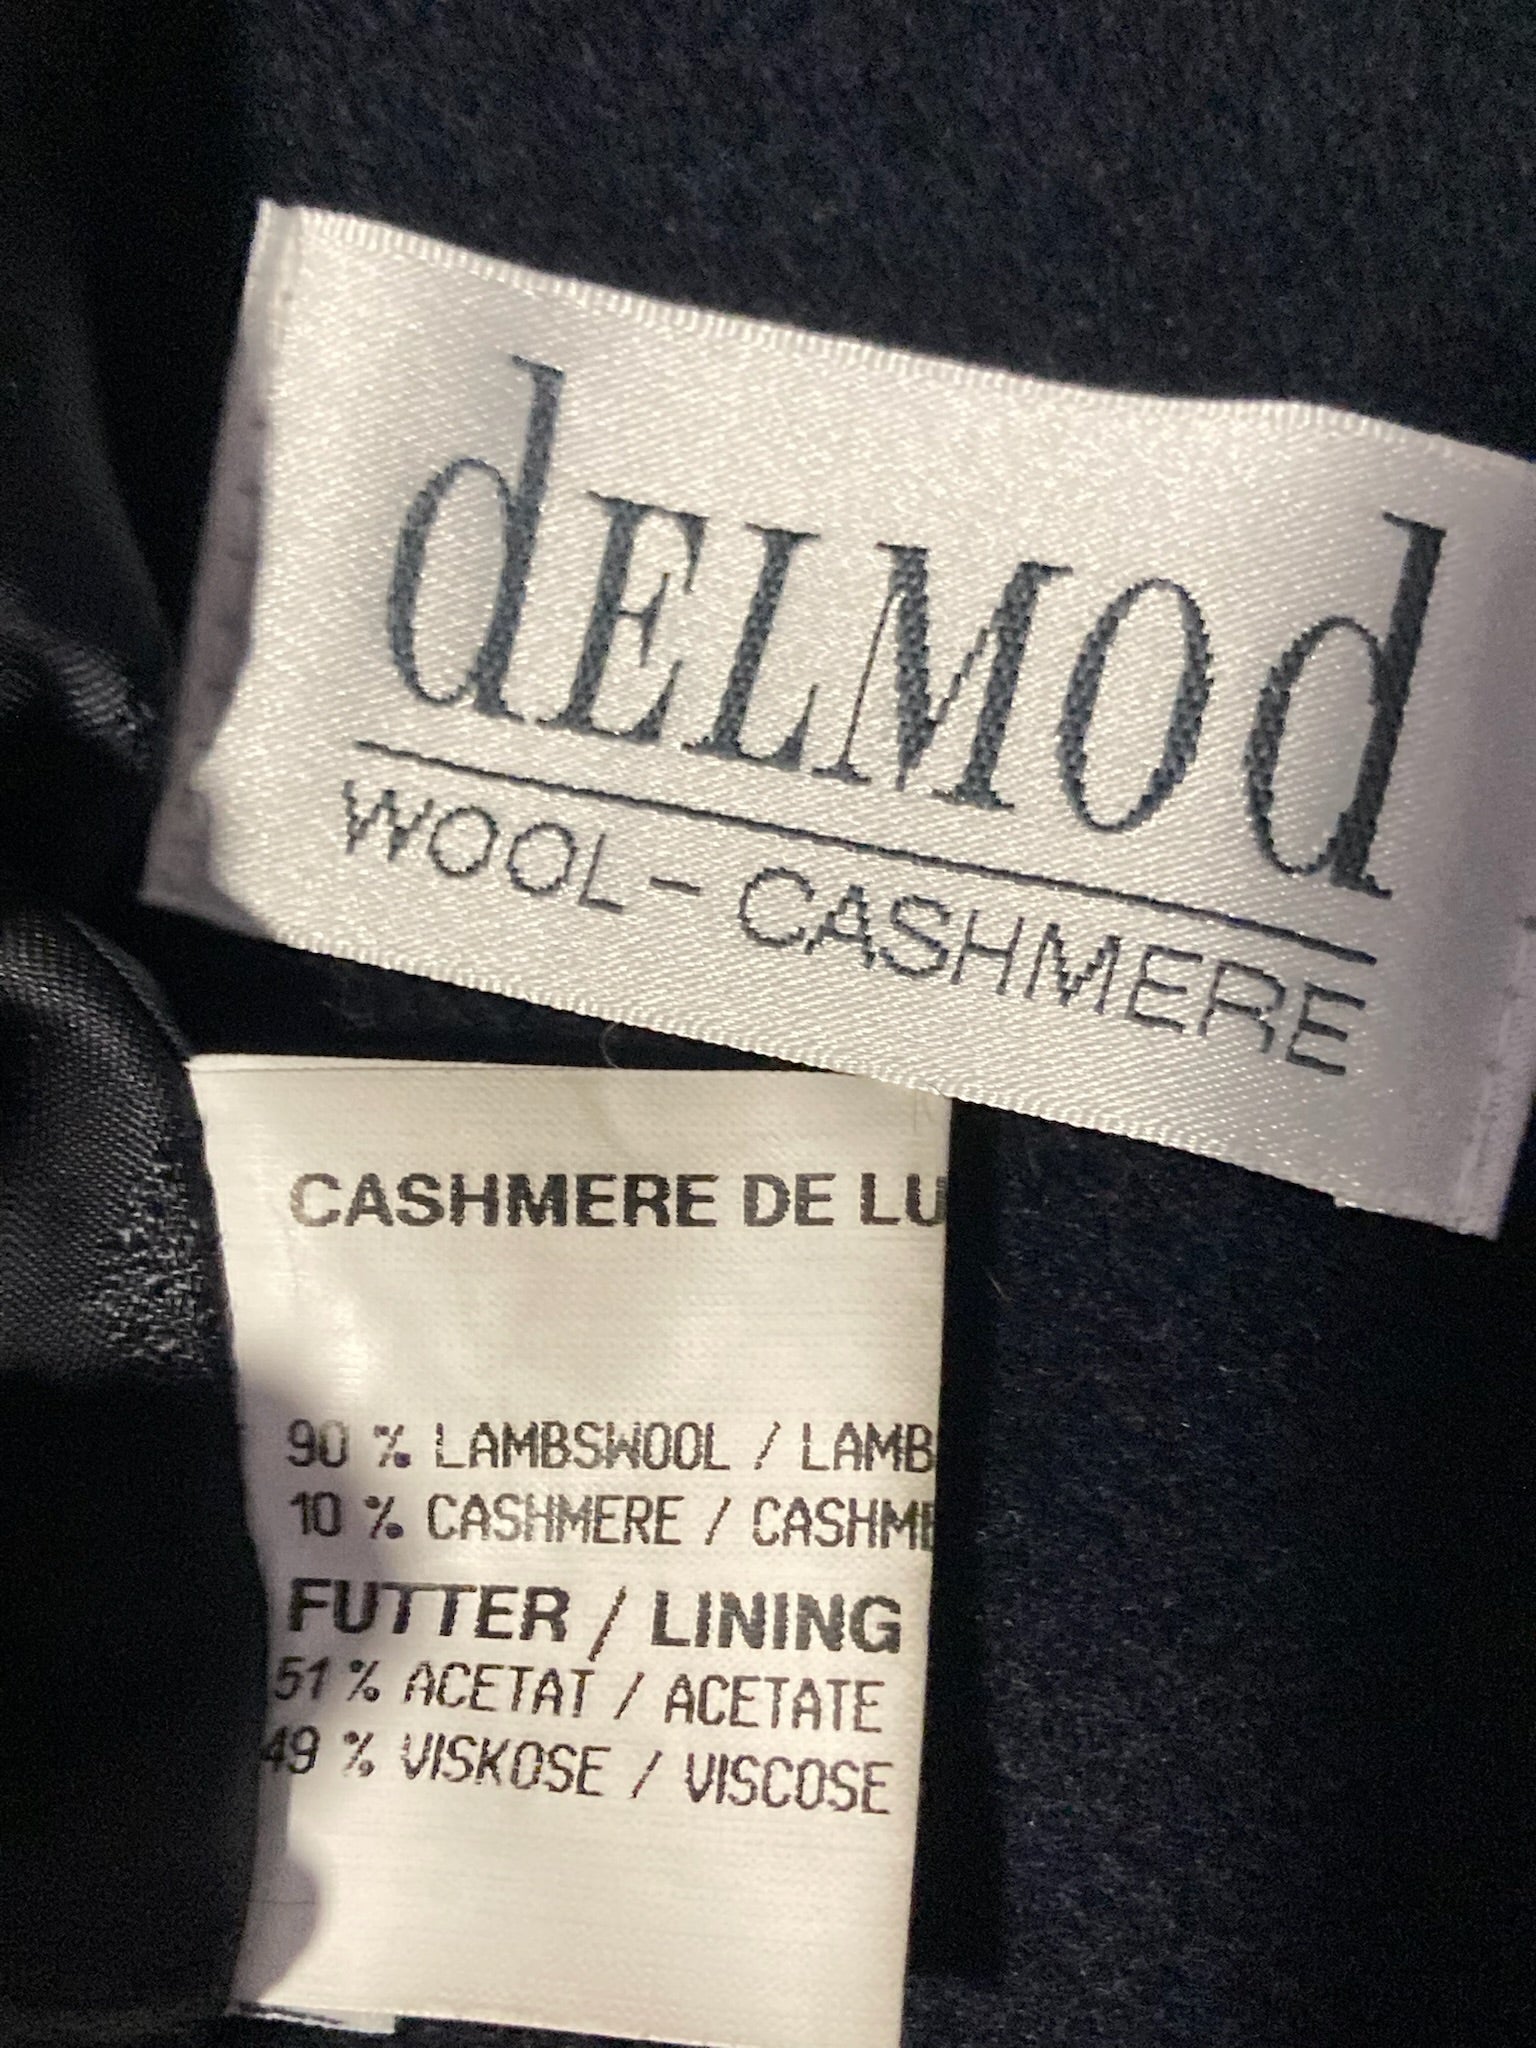 dELMOd
WOOL-CASHMERE
CASHMERE DE LU
90 % LAMBSWOOL / LAMB
10 % CASHMERE / CASHME
FUTTER / LINING
51 % ACETAT / ACETATE
49 % VISKOSE / VISCOSE